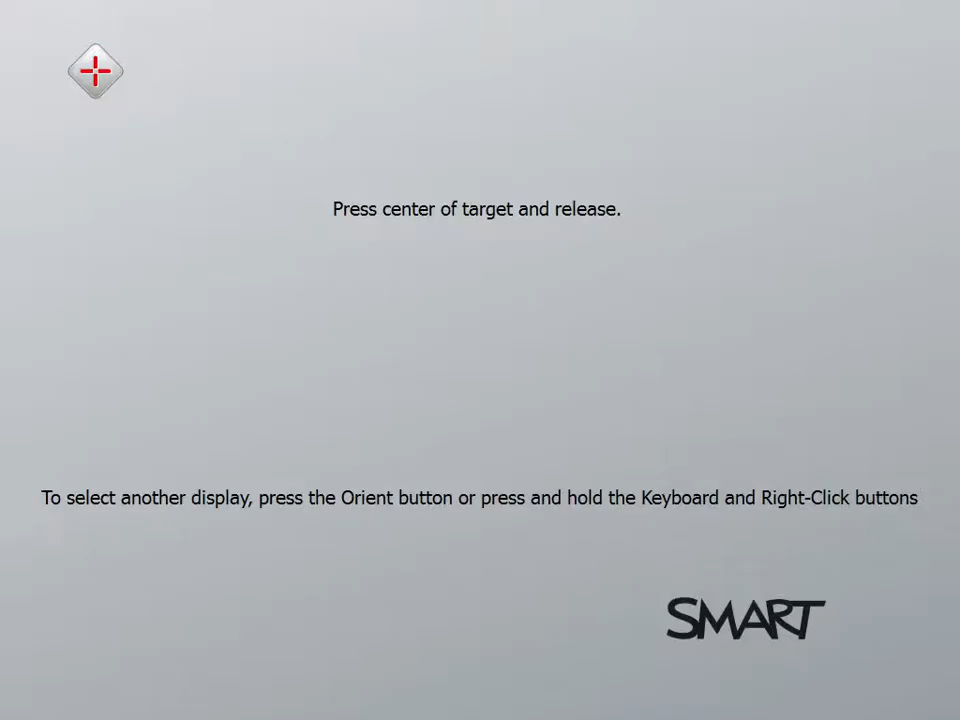 Press center of target and release.
To select another display, press the Orient button or press and hold the Keyboard and Right-Click buttons
SMART